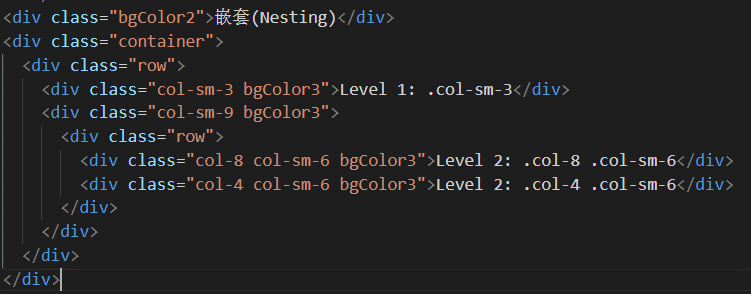 <div class="bgColor2">嵌套(Nesting)</div>
<div class="container">
  <div class="row">
    <div class="col-sm-3 bgColor3">Level 1: .col-sm-3</div>
    <div class="col-sm-9 bgColor3">
      <div class="row">
        <div class="col-8 col-sm-6 bgColor3">Level 2: .col-8 .col-sm-6</div>
        <div class="col-4 col-sm-6 bgColor3">Level 2: .col-4 .col-sm-6</div>
      </div>
    </div>
  </div>
</div>